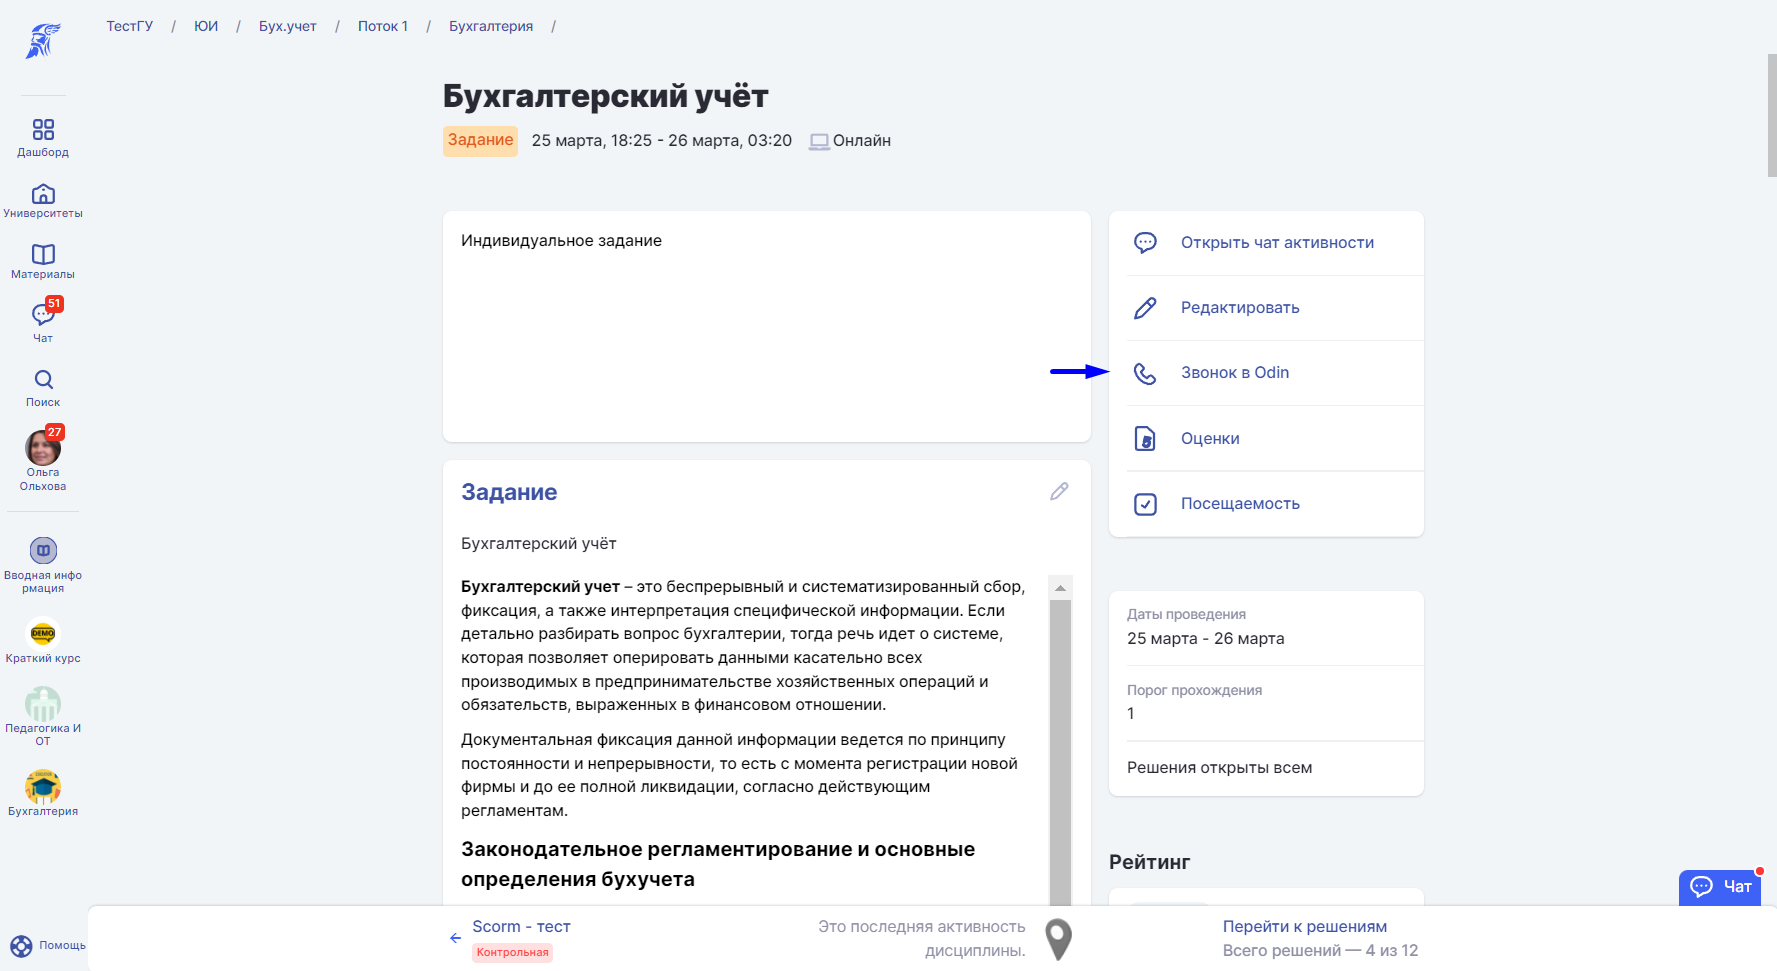 ТестГУ / ЮИ / Бух.учет / Поток 1 / Бухгалтерия /
Дашборд
Университеты
Материалы
51
Чат
Поиск
27
Ольга
Ольхова
Вводная инфо
рмация
DEMO
Краткий курс
Педагогика И
ОТ
Бухгалтерия
Помощь
Бухгалтерский учёт
Задание 25 марта, 18:25 - 26 марта, 03:20 Онлайн
Индивидуальное задание
Задание
Бухгалтерский учёт
Бухгалтерский учет – это беспрерывный и систематизированный сбор,
фиксация, а также интерпретация специфической информации. Если
детально разбирать вопрос бухгалтерии, тогда речь идет о системе,
которая позволяет оперировать данными касательно всех
производимых в предпринимательстве хозяйственных операций и
обязательств, выраженных в финансовом отношении.
Документальная фиксация данной информации ведется по принципу
постоянности и непрерывности, то есть с момента регистрации новой
фирмы и до ее полной ликвидации, согласно действующим
регламентам.
Законодательное регламентирование и основные
определения бухучета
Открыть чат активности
Редактировать
Звонок в Odin
5
Оценки
Посещаемость
Даты проведения
25 марта - 26 марта
Порог прохождения
1
Решения открыты всем
Рейтинг
Чат
Scorm - тест
Контрольная
Это последняя активность
дисциплины.
Перейти к решениям
Всего решений — 4 из 12